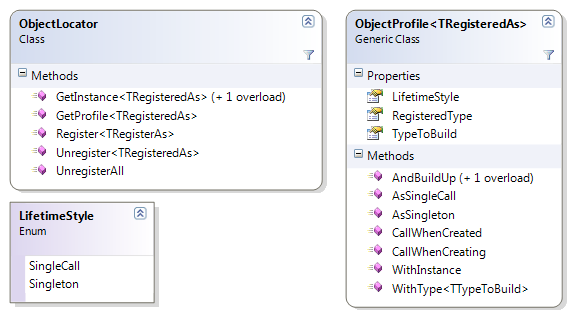 ObjectLocator
Class
Methods
GetInstance<TRegisteredAs> (+ 1 overload)
GetProfile<TRegisteredAs>
Register<TRegisterAs>
Unregister<TRegisteredAs>
UnregisterAll
LifetimeStyle
Enum
SingleCall
Singleton
ObjectProfile<TRegisteredAs>
Generic Class
Properties
LifetimeStyle
RegisteredType
TypeToBuild
Methods
AndBuildUp (+ 1 overload)
AsSingleCall
AsSingleton
CallWhenCreated
CallWhenCreating
WithInstance
WithType<TTypeToBuild>